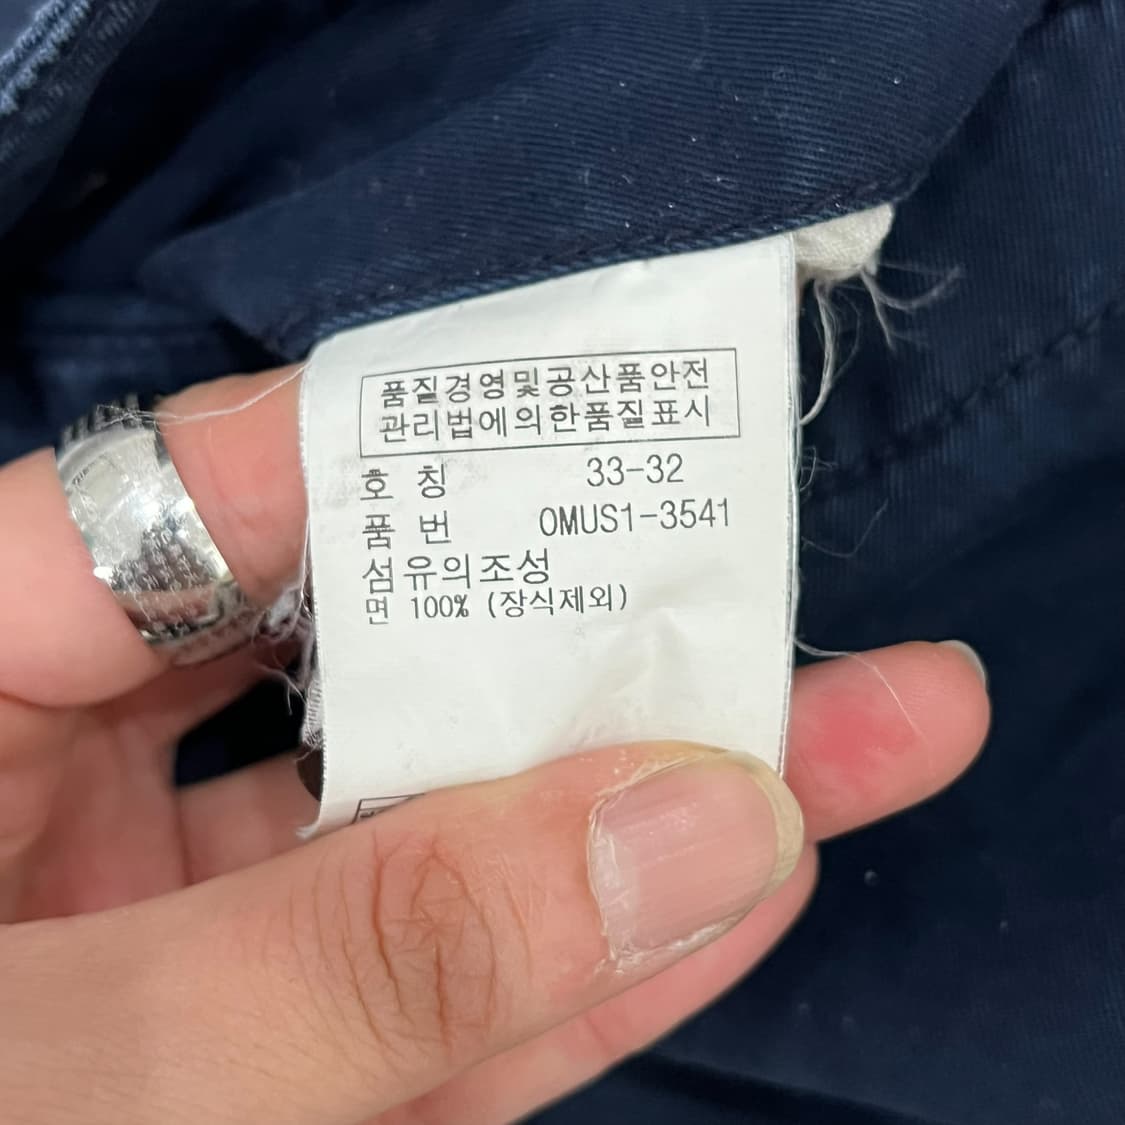 품질경영및공산품안전
관리법에의한품질표시
호 칭 33-32
품 번 OMUS1-3541
섬유의조성
면 100% (장식제외)